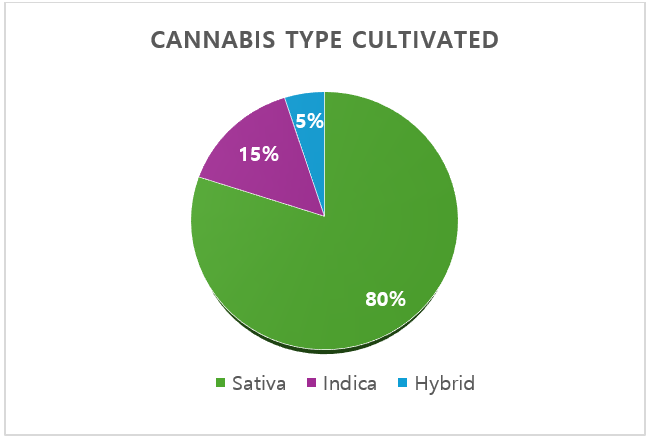 CANNABIS TYPE CULTIVATED
5%
15%
80%
Sativa Indica Hybrid